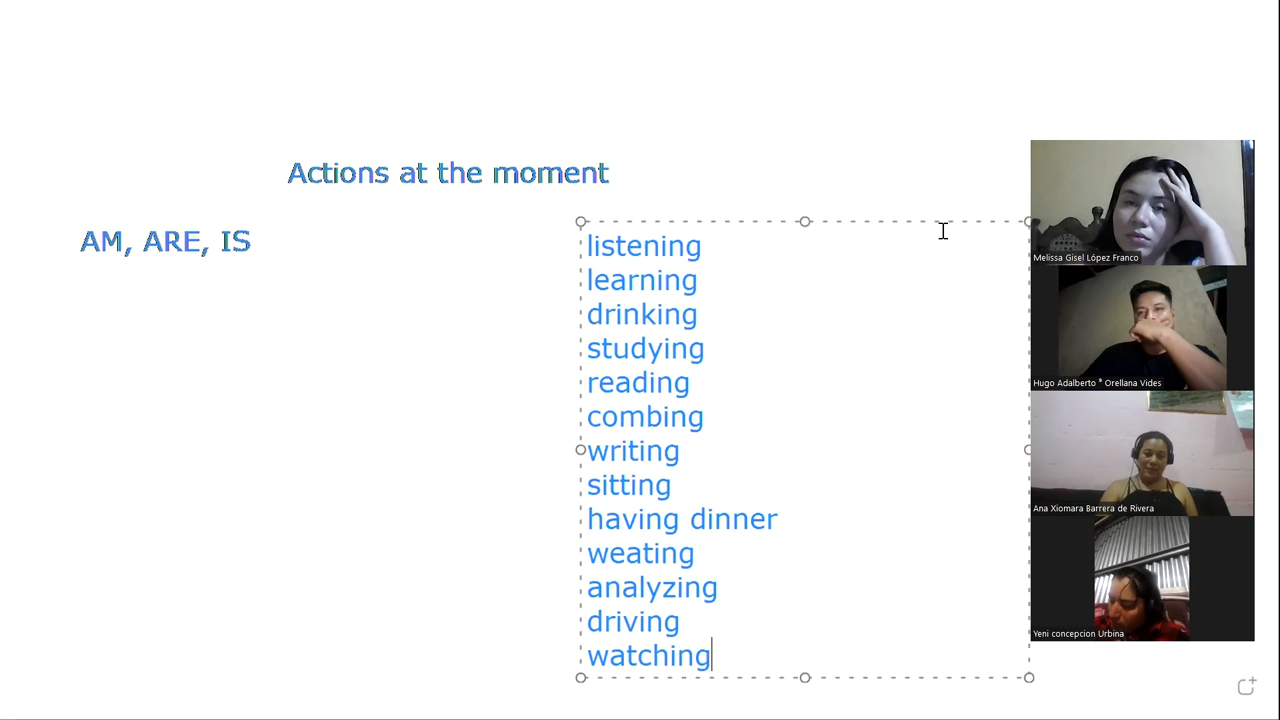 Actions at the moment
AM, ARE, IS
listening
learning
drinking
studying
reading
combing
writing
sitting
having dinner
weating
analyzing
driving
watching
Melissa Gisel López Franco
Hugo Adalberto * Orellana Vides
Ana Xiomara Barrera de Rivera
Yeni concepcion Urbina